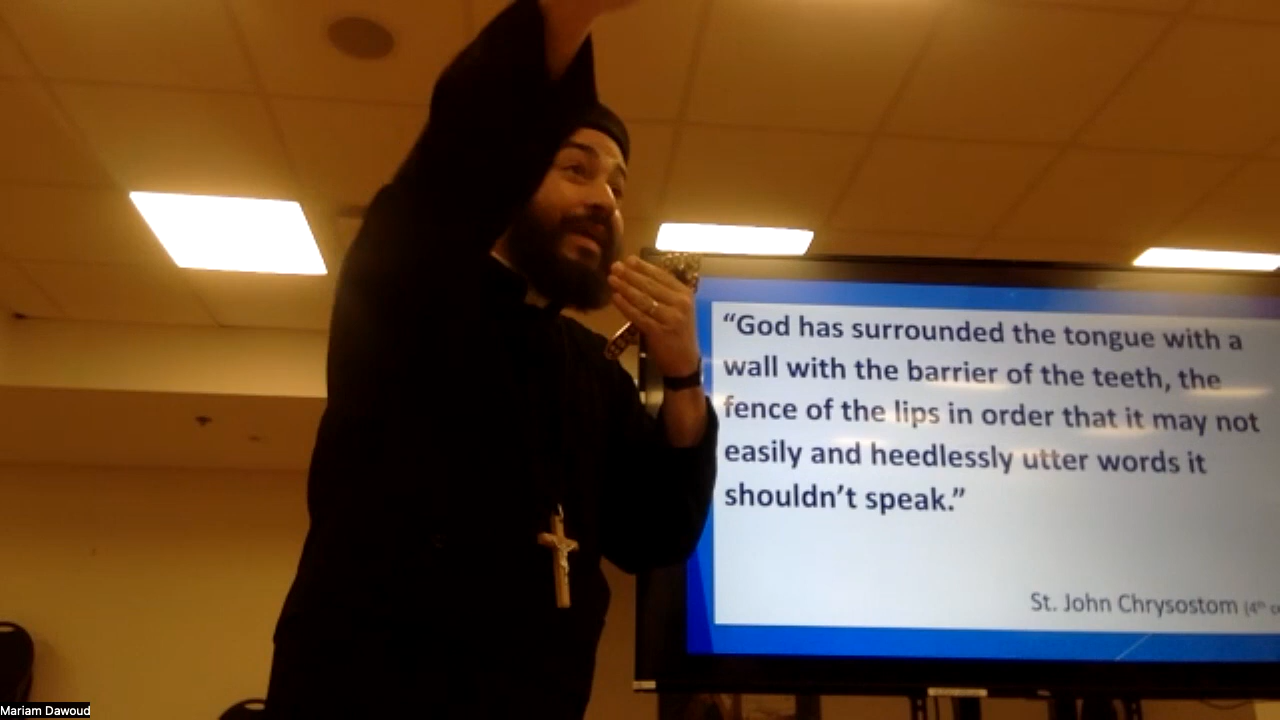 “God has surrounded the tongue with a
wall with the barrier of the teeth, the
fence of the lips in order that it may not
easily and heedlessly utter words it
shouldn’t speak.”
St. John Chrysostom (4th
Mariam Dawoud